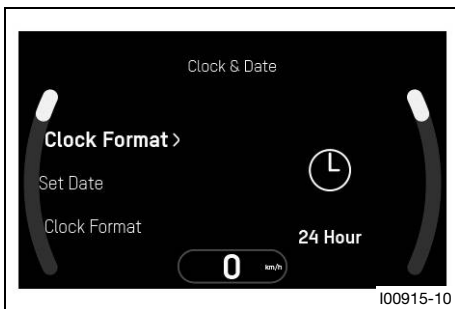 Clock & Date
Clock Format >
Set Date
Clock Format
24 Hour
0 km/h
I00915-10